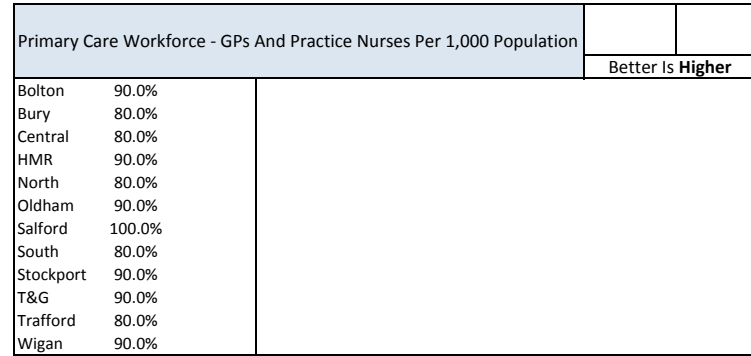 Primary Care Workforce - GPs And Practice Nurses Per 1,000 Population
Better Is Higher
Bolton 90.0%
Bury 80.0%
Central 80.0%
HMR 90.0%
North 80.0%
Oldham 90.0%
Salford 100.0%
South 80.0%
Stockport 90.0%
T&G 90.0%
Trafford 80.0%
Wigan 90.0%